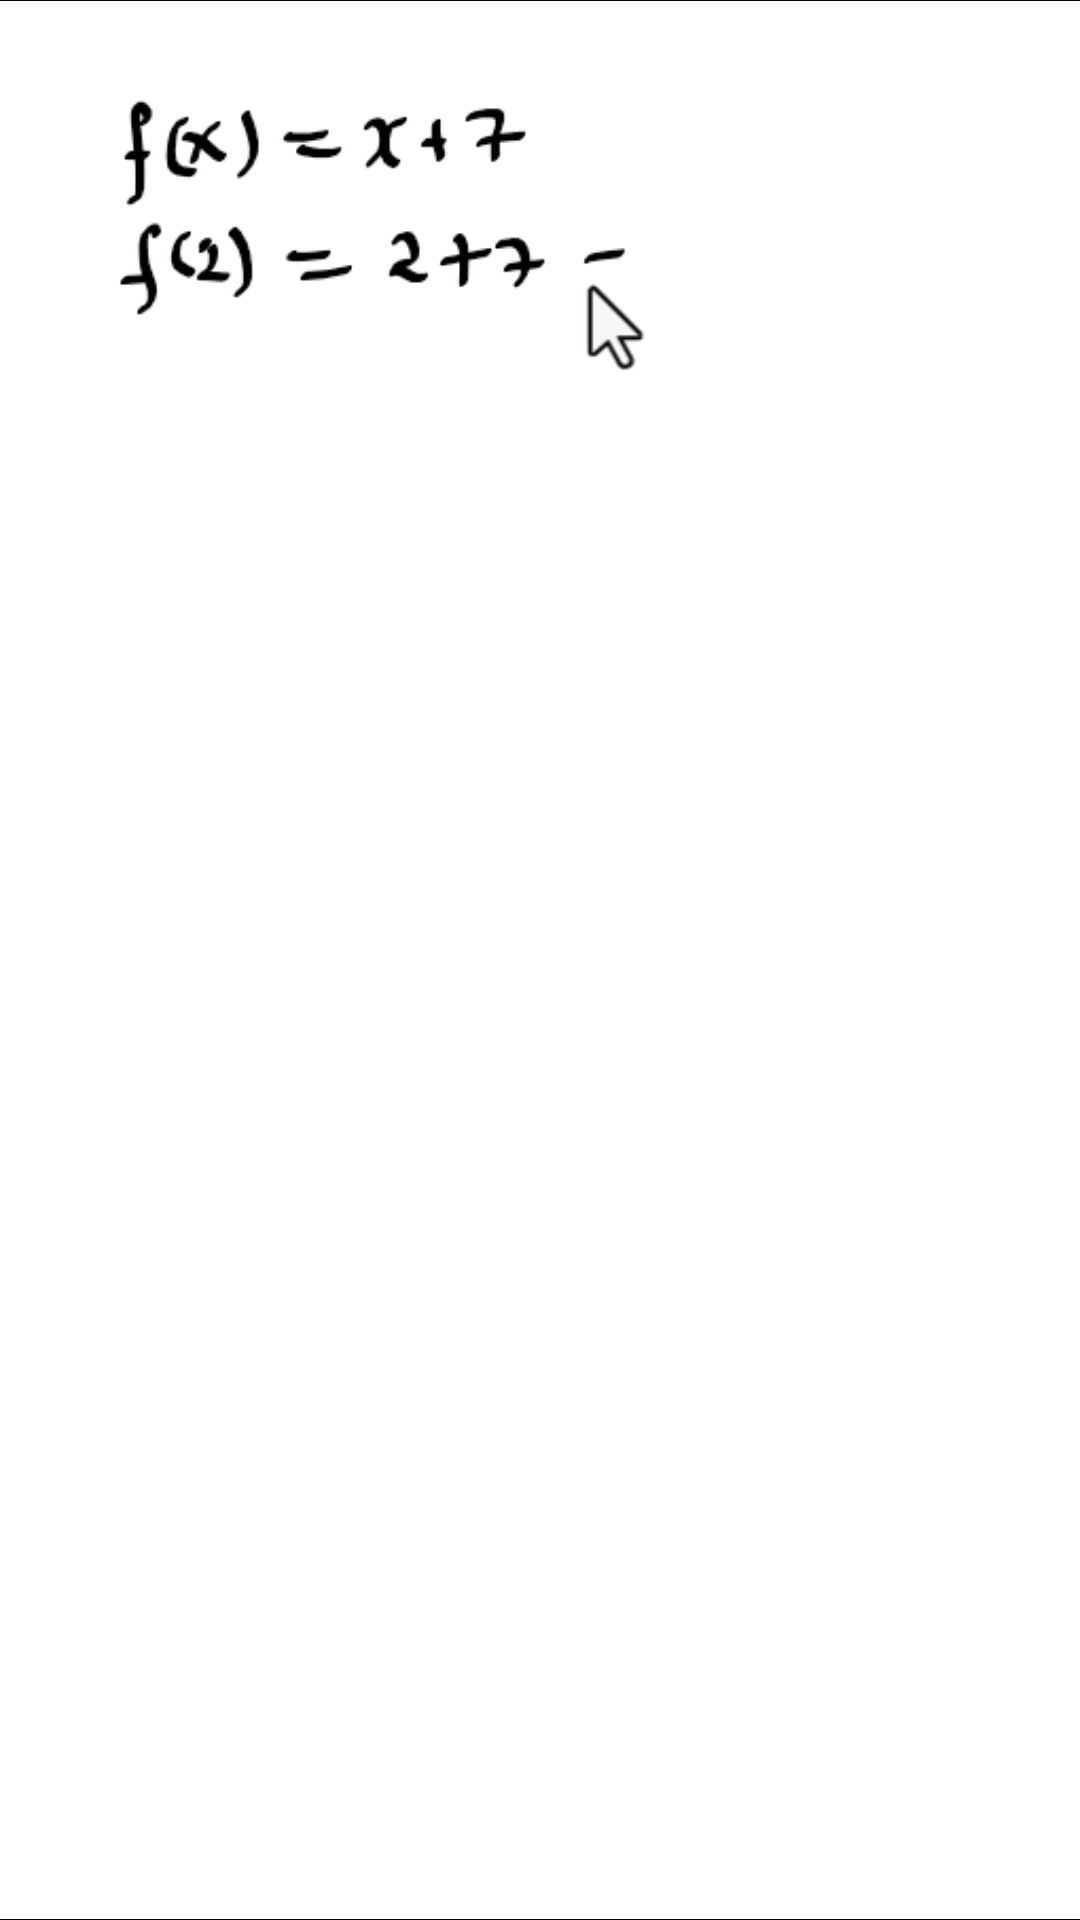 f(x) = x+7
f(2) = 2+7 -